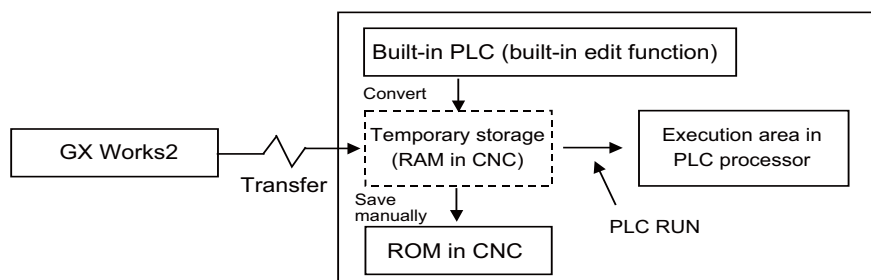 Built-in PLC (built-in edit function)
Convert
GX Works2
Transfer
Temporary storage
(RAM in CNC)
Execution area in
PLC processor
Save
manually
PLC RUN
ROM in CNC